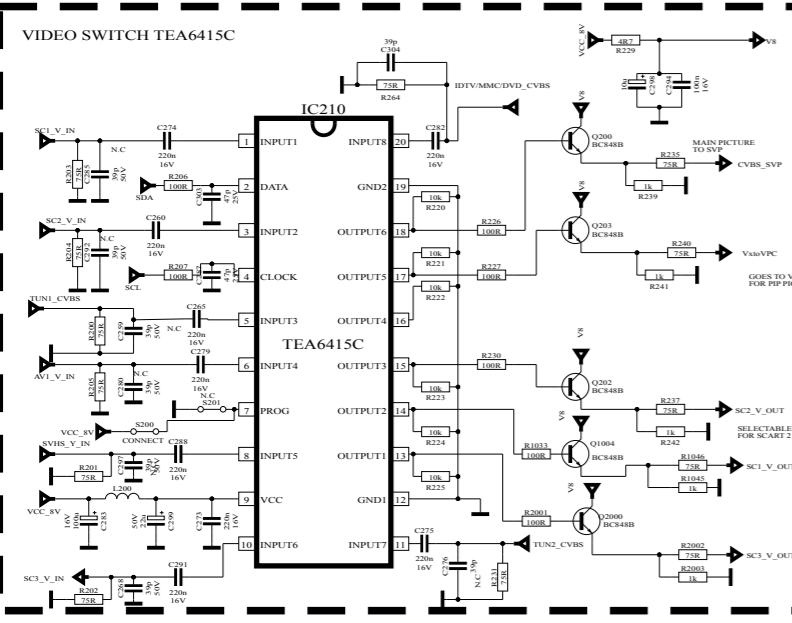 VIDEO SWITCH TEA6415C
39p
C304
75R
R264
IDTV/MMC/DVD_CVBS
VCC_8V
4R7
R229
V8
10u
C298
C294
100n
16V
IC210
TEA6415C
SC1_V_IN
R203
75R
C285
N.C
39p
50V
C274
220n
16V
1 INPUT1
INPUT8 20
C282
220n
16V
V8
Q200
BC848B
MAIN PICTURE
TO SVP
R235
75R
CVBS_SVP
1k
R239
SDA
R206
100R
C303
47p
25V
2 DATA
GND2 19
10k
R220
SC2_V_IN
R204
75R
C292
N.C
39p
50V
C260
220n
16V
3 INPUT2
OUTPUT6 18
R226
100R
V8
Q203
BC848B
R240
75R
VxtoVPC
1k
R241
GOES TO V
FOR PIP PIC
SCL
R207
100R
47p
4 CLOCK
OUTPUT5 17
10k
R221
R227
100R
10k
R222
TUN1_CVBS
R200
75R
C259
39p
50V
N.C
C265
220n
16V
5 INPUT3
OUTPUT4 16
AV1_V_IN
R205
75R
C280
N.C
39p
50V
C279
220n
16V
6 INPUT4
OUTPUT3 15
R230
100R
V8
Q202
BC848B
R237
75R
SC2_V_OUT
1k
R242
SELECTABLE
FOR SCART 2
10k
R223
N.C
S201
7 PROG
OUTPUT2 14
VCC_8V
S200
CONNECT
10k
R224
R1033
100R
V8
Q1004
BC848B
R1046
75R
SC1_V_OUT
R1045
1k
SVHS_Y_IN
R201
75R
C297
39p
50V
C288
220n
16V
8 INPUT5
OUTPUT1 13
10k
R225
VCC_8V
L200
16V
100u
C283
50V
22u
C299
C273
220n
16V
9 VCC
GND1 12
R2001
100R
V8
Q2000
BC848B
R2002
75R
SC3_V_OUT
R2003
1k
10 INPUT6
INPUT7 11
C275
220n
16V
TUN2_CVBS
C276
39p
N.C
R231
75R
SC3_V_IN
R202
75R
C268
39p
50V
C291
220n
16V